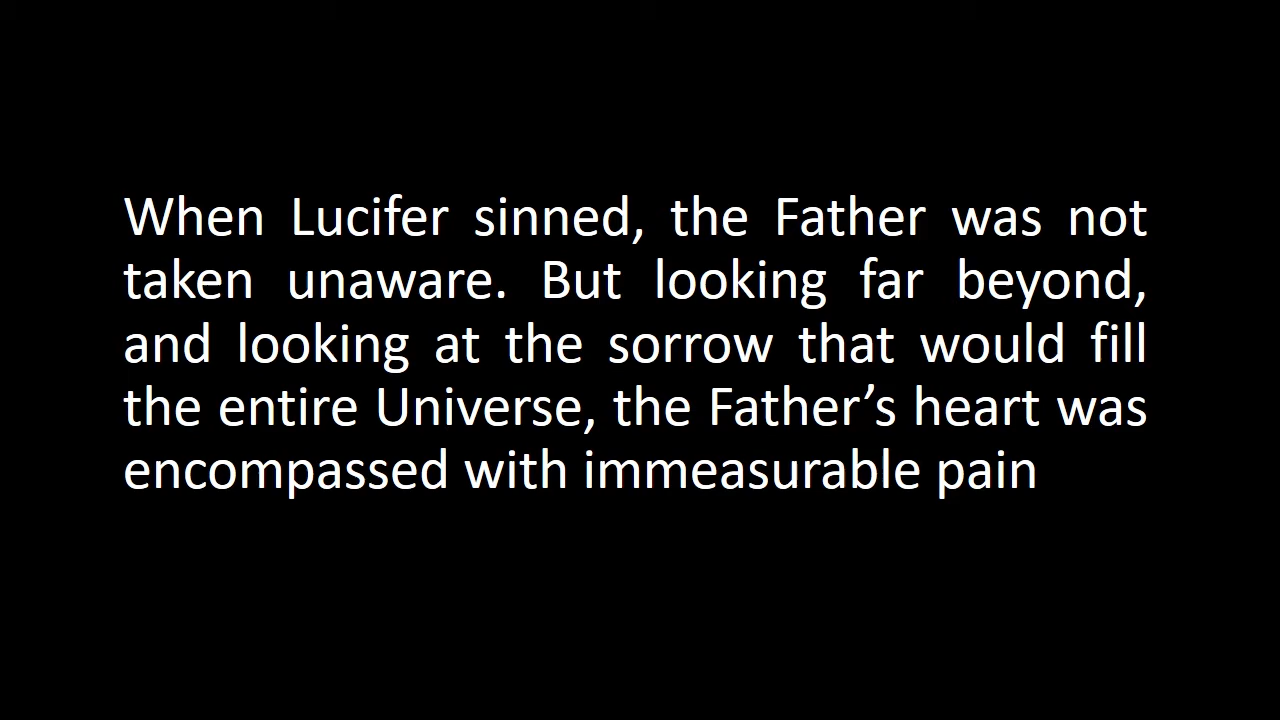 When Lucifer sinned, the Father was not
taken unaware. But looking far beyond,
and looking at the sorrow that would fill
the entire Universe, the Father’s heart was
encompassed with immeasurable pain